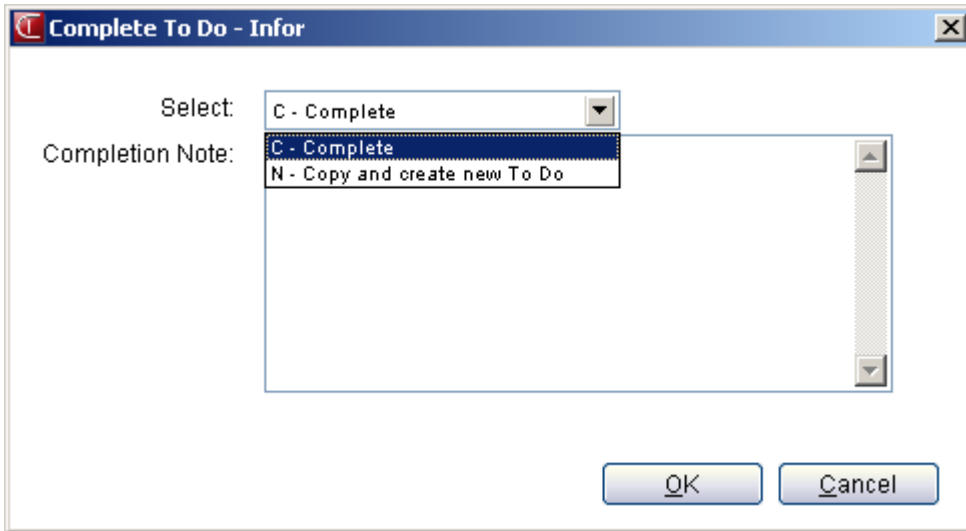 Complete To Do - Infor
Select:
C - Complete
Completion Note:
C - Complete
N - Copy and create new To Do
OK
Cancel